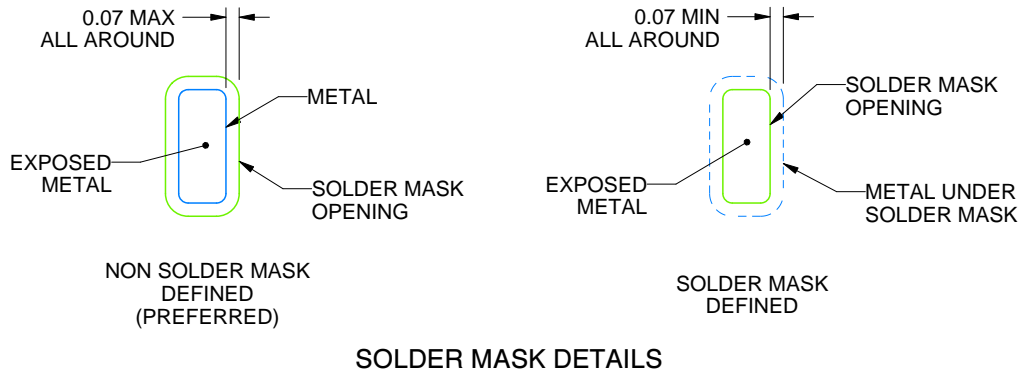 0.07 MAX
ALL AROUND
METAL
EXPOSED
METAL
SOLDER MASK
OPENING
NON SOLDER MASK
DEFINED
(PREFERRED)
0.07 MIN
ALL AROUND
SOLDER MASK
OPENING
EXPOSED
METAL
METAL UNDER
SOLDER MASK
SOLDER MASK
DEFINED
SOLDER MASK DETAILS